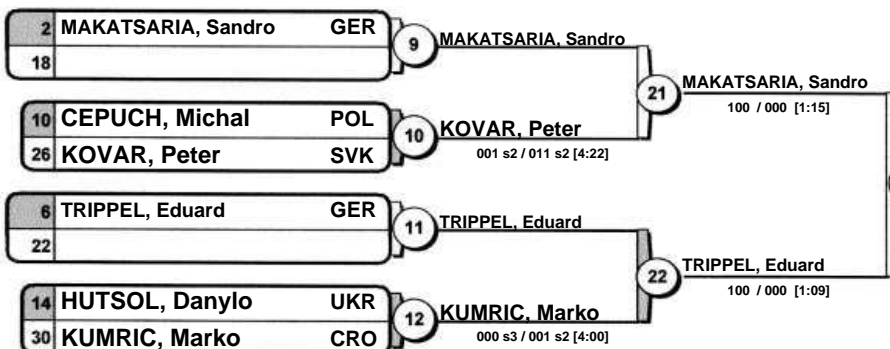 2 MAKATSARIA, Sandro GER
18
9
MAKATSARIA, Sandro
10 CEPUCH, Michal POL
26 KOVAR, Peter SVK
10
KOVAR, Peter
001 s2 / 011 s2 [4:22]
21
MAKATSARIA, Sandro
100 / 000 [1:15]
6 TRIPPEL, Eduard GER
22
11
TRIPPEL, Eduard
14 HUTSOL, Danylo UKR
30 KUMRIC, Marko CRO
12
KUMRIC, Marko
000 s3 / 001 s2 [4:00]
22
TRIPPEL, Eduard
100 / 000 [1:09]